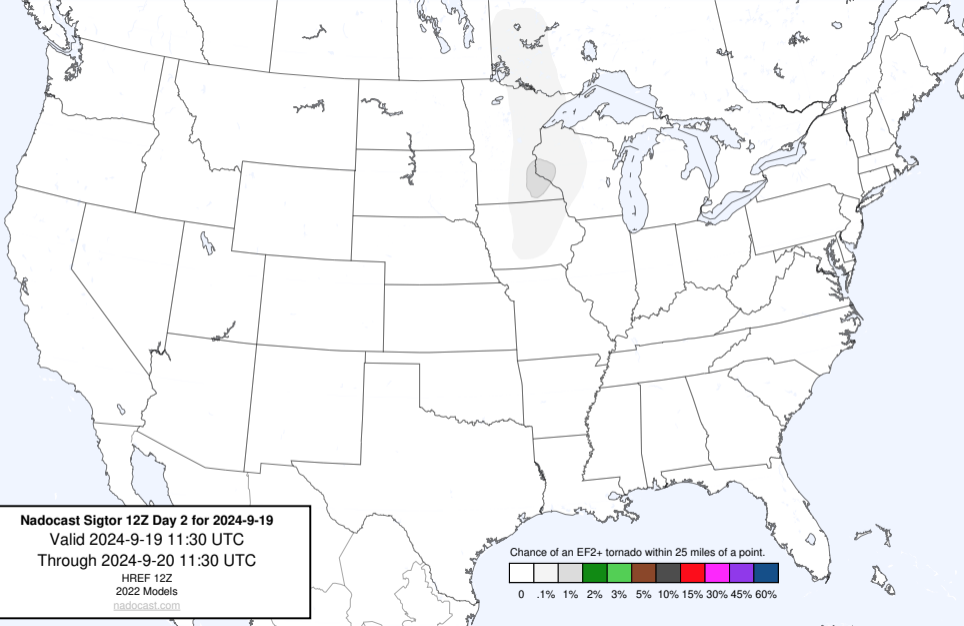 Nadocast Sigtor 12Z Day 2 for 2024-9-19
Valid 2024-9-19 11:30 UTC
Through 2024-9-20 11:30 UTC
HREF 12Z
2022 Models
nadocast.com
Chance of an EF2+ tornado within 25 miles of a point.
0 .1% 1% 2% 3% 5% 10% 15% 30% 45% 60%